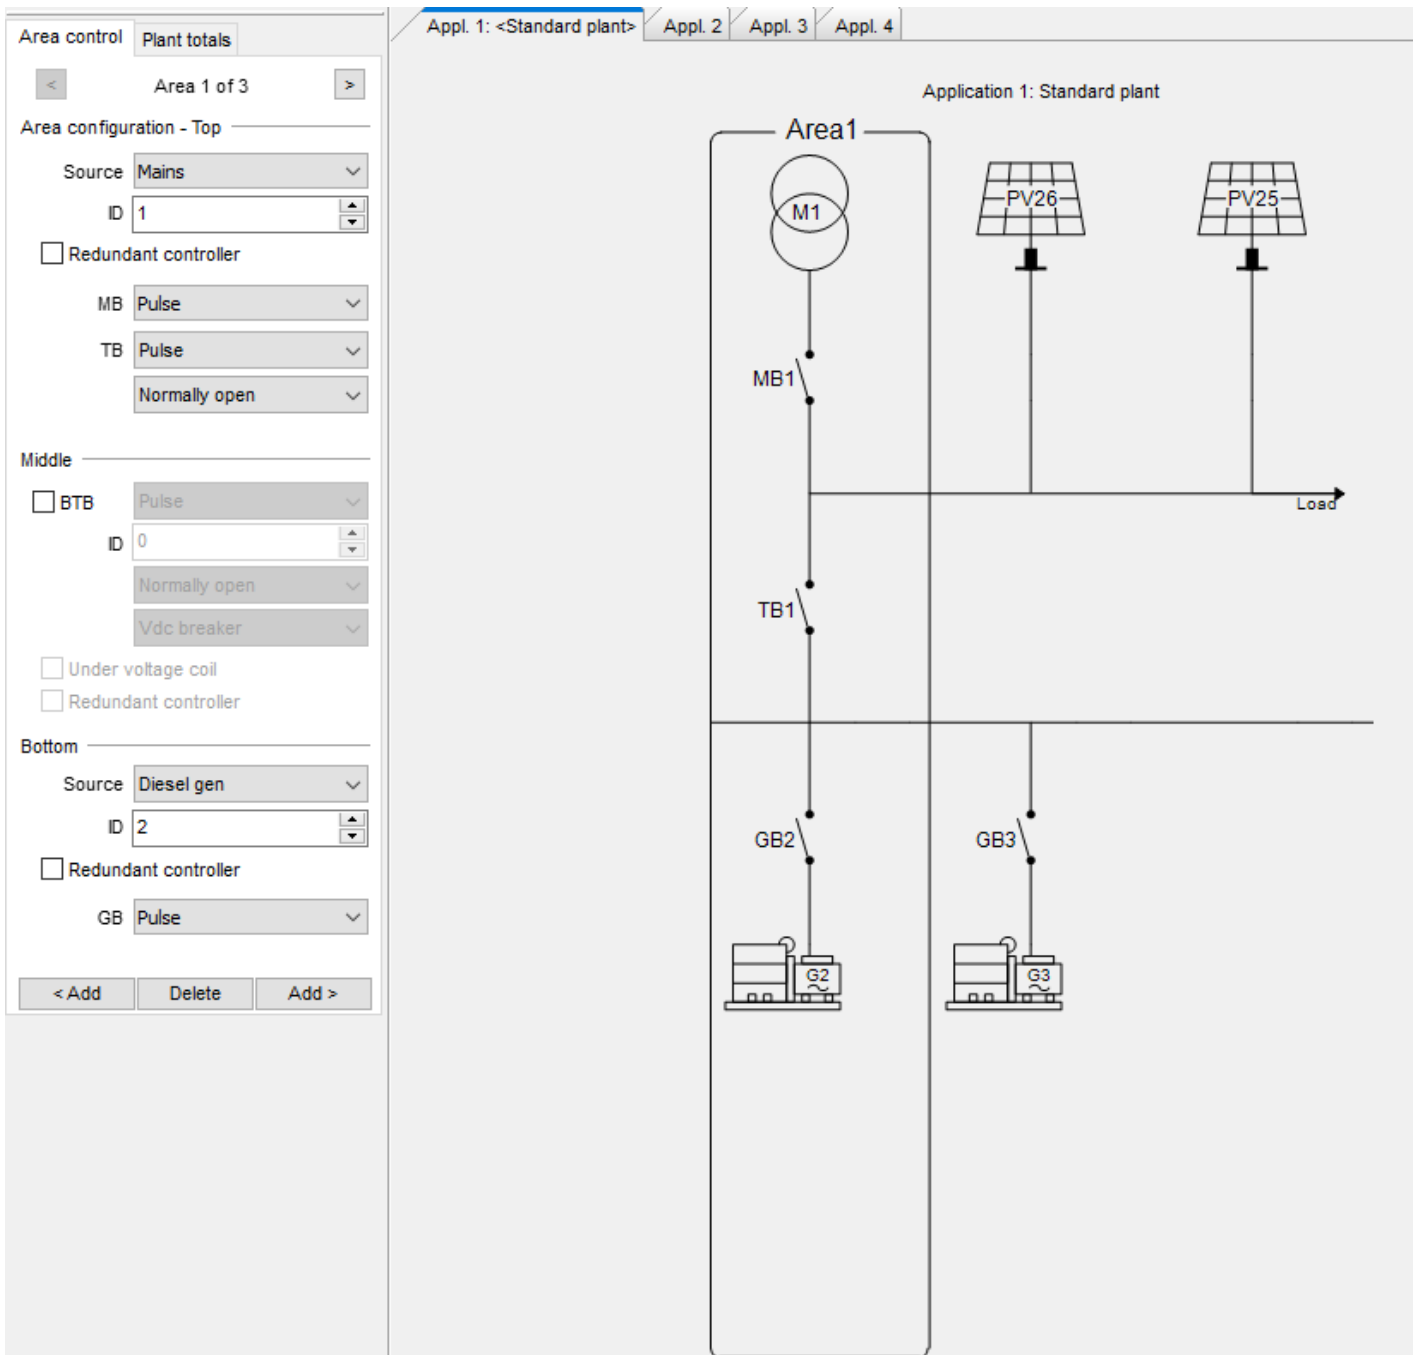 Area control
Plant totals
< Area 1 of 3 >
Area configuration - Top
Source Mains
ID 1
Redundant controller
MB Pulse
TB Pulse
Normally open
Middle
BTB Pulse
ID 0
Normally open
Vdc breaker
Under voltage coil
Redundant controller
Bottom
Source Diesel gen
ID 2
Redundant controller
GB Pulse
< Add Delete Add >
Appl. 1: <Standard plant> Appl. 2 Appl. 3 Appl. 4
Application 1: Standard plant
Area1
M1
PV26
PV25
MB1
Load
TB1
GB2
GB3
G2
G3